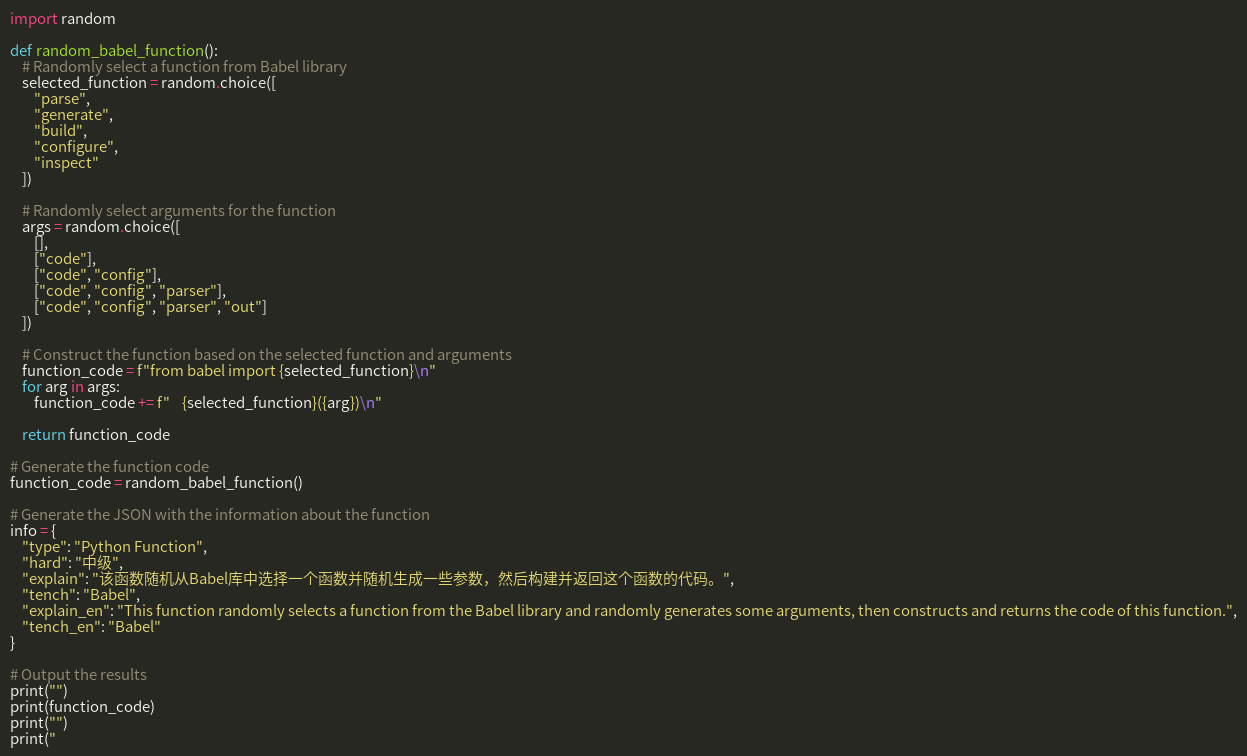 import random

def random_babel_function():
    # Randomly select a function from Babel library
    selected_function = random.choice([
        "parse",
        "generate",
        "build",
        "configure",
        "inspect"
    ])

    # Randomly select arguments for the function
    args = random.choice([
        [],
        ["code"],
        ["code", "config"],
        ["code", "config", "parser"],
        ["code", "config", "parser", "out"]
    ])

    # Construct the function based on the selected function and arguments
    function_code = f"from babel import {selected_function}\n"
    for arg in args:
        function_code += f"    {selected_function}({arg})\n"

    return function_code

# Generate the function code
function_code = random_babel_function()

# Generate the JSON with the information about the function
info = {
    "type": "Python Function",
    "hard": "中级",
    "explain": "该函数随机从Babel库中选择一个函数并随机生成一些参数，然后构建并返回这个函数的代码。",
    "tench": "Babel",
    "explain_en": "This function randomly selects a function from the Babel library and randomly generates some arguments, then constructs and returns the code of this function.",
    "tench_en": "Babel"
}

# Output the results
print("")
print(function_code)
print("")
print("